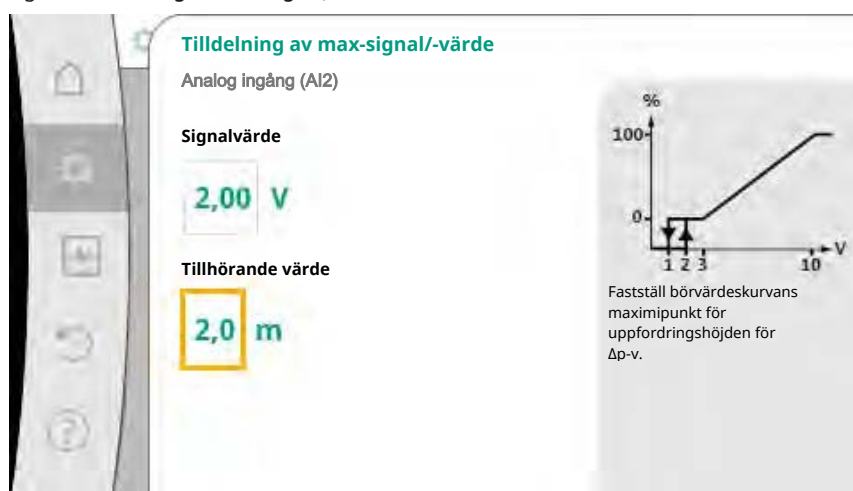 Tilldelning av max-signal/-värde
Analog ingång (AI2)
Signalvärde
2,00 V
Tillhörande värde
2,0 m
%
100
0
1 2 3 10 V
Fastställ börvärdeskurvans
maximipunkt för
uppfordringshöjden för
Δp-v.